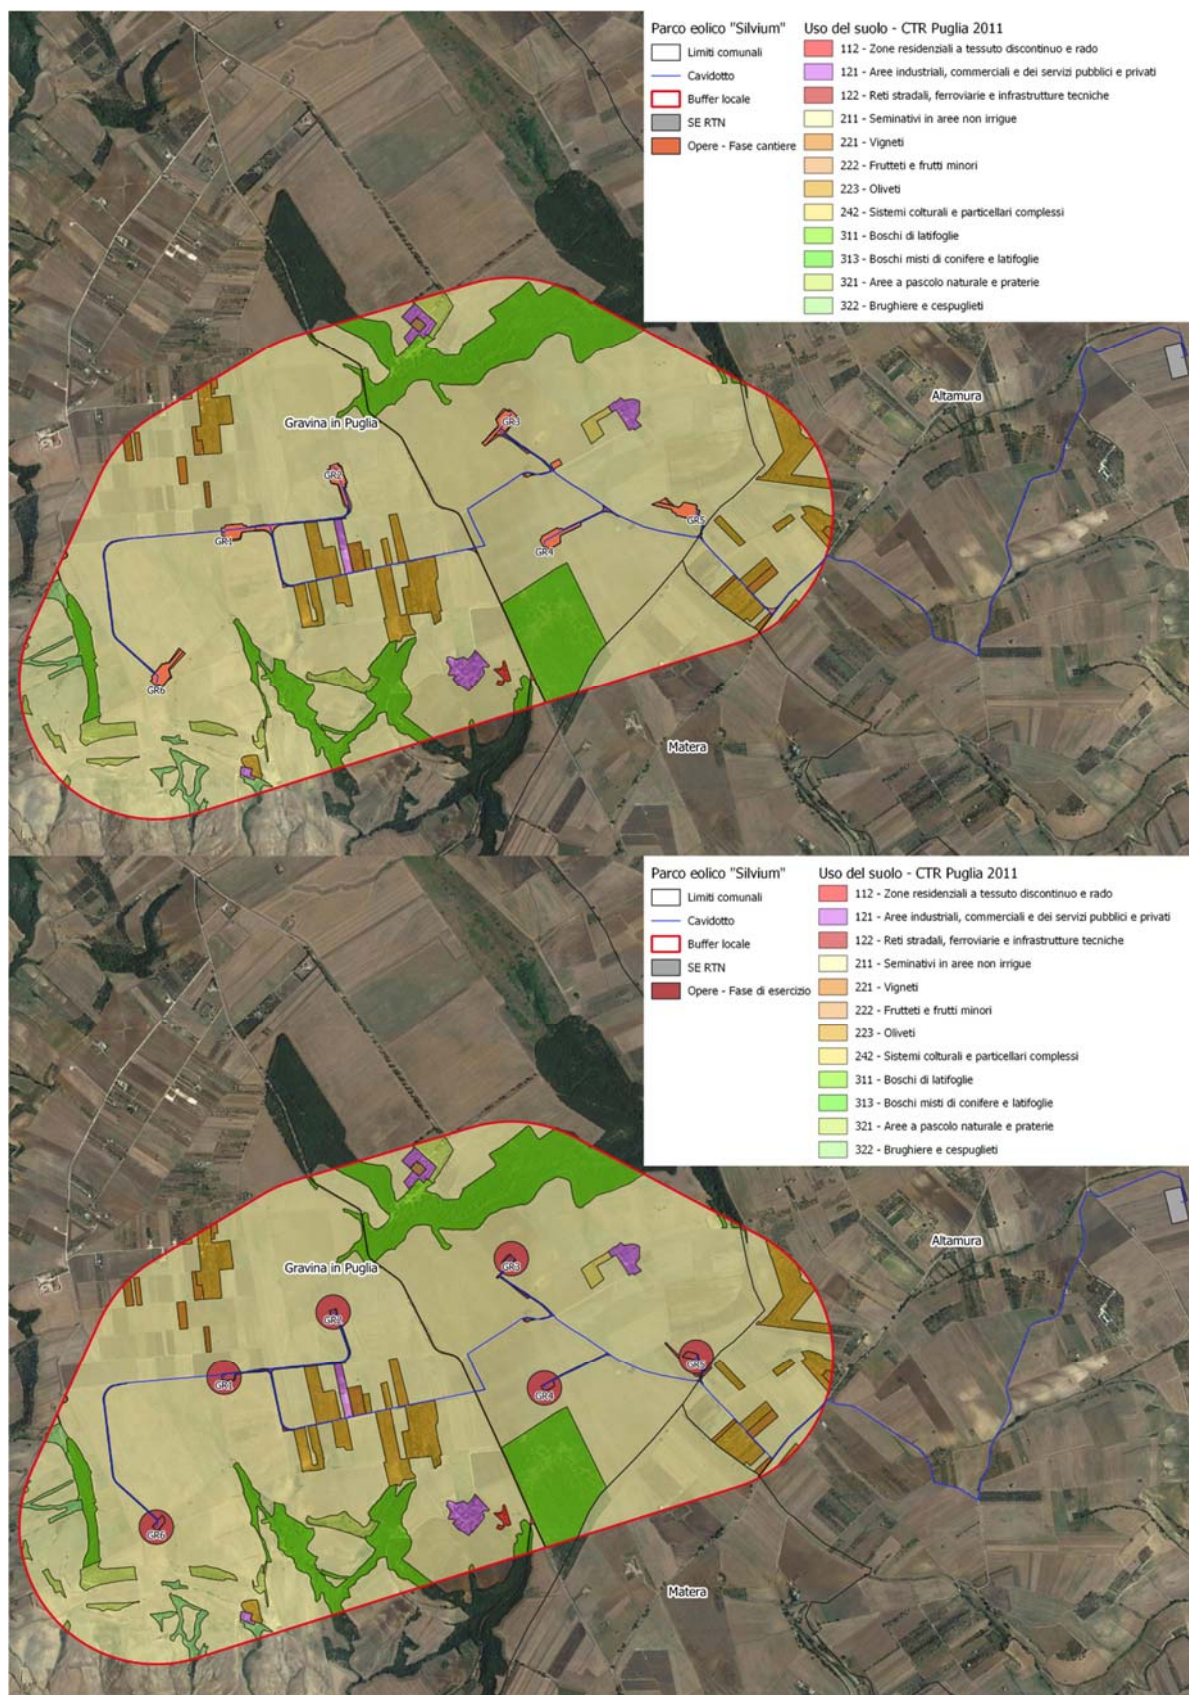 Parco eolico "Silvium"
Limiti comunali
Cavidotto
Buffer locale
SE RTN
Opere - Fase cantiere
Uso del suolo - CTR Puglia 2011
112 - Zone residenziali a tessuto discontinuo e rado
121 - Aree industriali, commerciali e dei servizi pubblici e privati
122 - Reti stradali, ferroviarie e infrastrutture tecniche
211 - Seminativi in aree non irrigue
221 - Vigneti
222 - Frutteti e frutti minori
223 - Oliveti
242 - Sistemi colturali e particellari complessi
311 - Boschi di latifoglie
313 - Boschi misti di conifere e latifoglie
321 - Aree a pascolo naturale e praterie
322 - Brughiere e cespuglieti
Altamura
Gravina in Puglia
GR3
GR2
GR5
GR1
GR4
GR6
Matera
Parco eolico "Silvium"
Limiti comunali
Cavidotto
Buffer locale
SE RTN
Opere - Fase di esercizio
Uso del suolo - CTR Puglia 2011
112 - Zone residenziali a tessuto discontinuo e rado
121 - Aree industriali, commerciali e dei servizi pubblici e privati
122 - Reti stradali, ferroviarie e infrastrutture tecniche
211 - Seminativi in aree non irrigue
221 - Vigneti
222 - Frutteti e frutti minori
223 - Oliveti
242 - Sistemi colturali e particellari complessi
311 - Boschi di latifoglie
313 - Boschi misti di conifere e latifoglie
321 - Aree a pascolo naturale e praterie
322 - Brughiere e cespuglieti
Altamura
Gravina in Puglia
GR3
GR2
GR5
GR1
GR4
GR6
Matera